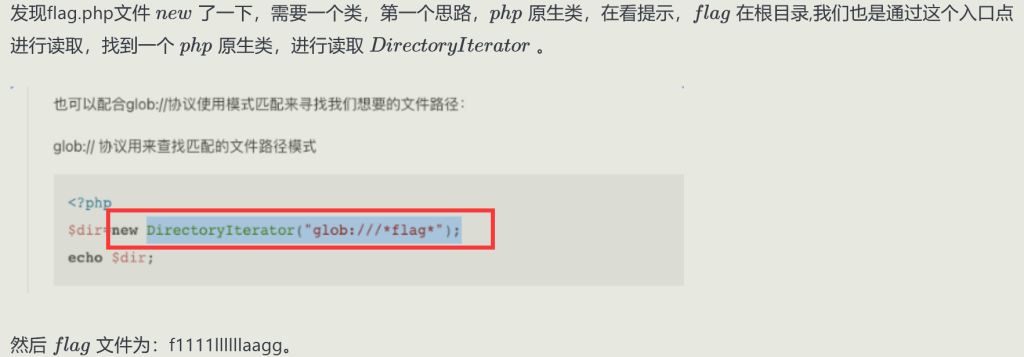 发现flag.php文件 new 了一下，需要一个类，第一个思路，php 原生类，在看提示，flag 在根目录,我们也是通过这个入口点
进行读取，找到一个 php 原生类，进行读取 DirectoryIterator 。
也可以配合glob://协议使用模式匹配来寻找我们想要的文件路径：
glob:// 协议用来查找匹配的文件路径模式
<?php
$dir=new DirectoryIterator("glob:///*flag*");
echo $dir;
然后 flag 文件为：f1111llllllaagg。